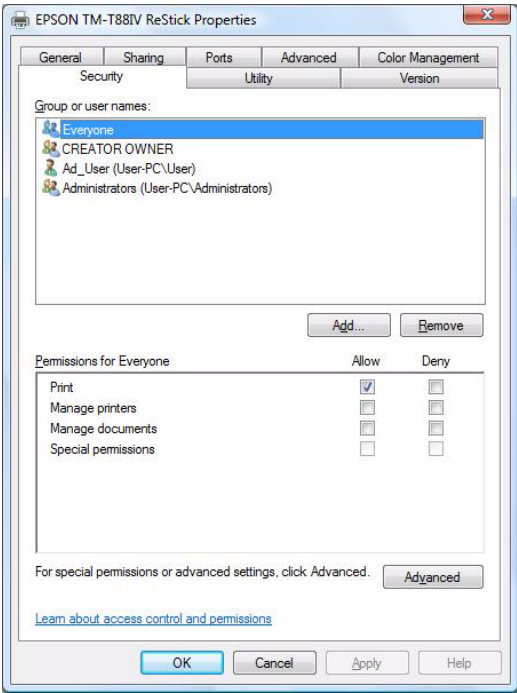 EPSON TM-T88IV ReStick Properties
General Sharing Ports Advanced Color Management
Security Utility Version
Group or user names:
Everyone
CREATOR OWNER
Ad_User (User-PC\User)
Administrators (User-PC\Administrators)
Add... Remove
Permissions for Everyone Allow Deny
Print
Manage printers
Manage documents
Special permissions
For special permissions or advanced settings, click Advanced. Advanced
Learn about access control and permissions
OK Cancel Apply Help